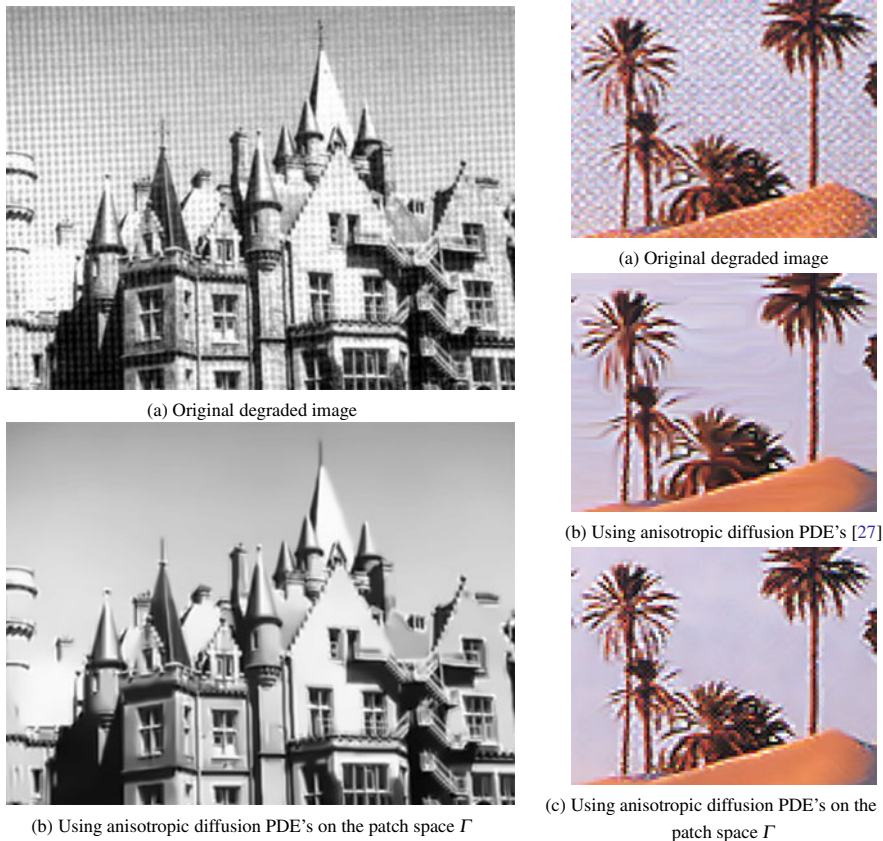 (a) Original degraded image
(b) Using anisotropic diffusion PDE's on the patch space Γ
(a) Original degraded image
(b) Using anisotropic diffusion PDE's [27]
(c) Using anisotropic diffusion PDE's on the
patch space Γ